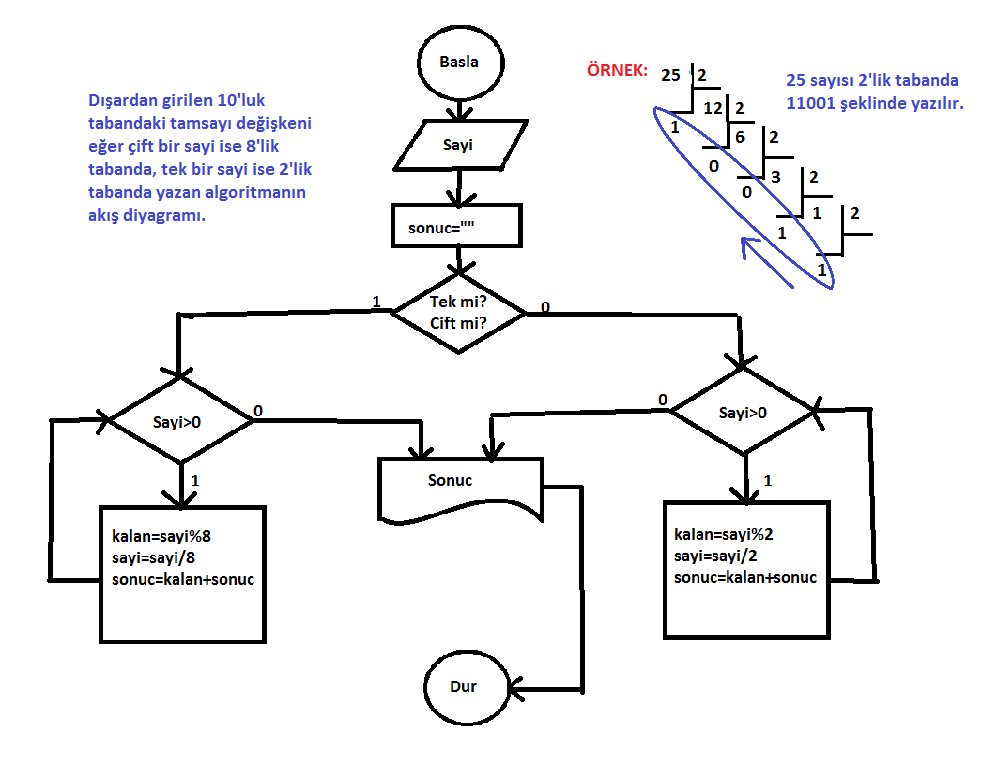 Basla
Dışardan girilen 10'luk
tabandaki tamsayı değişkeni
eğer çift bir sayi ise 8'lik
tabanda, tek bir sayi ise 2'lik
tabanda yazan algoritmanın
akış diyagramı.
ÖRNEK:
25 2
12 2
1
6 2
0
3 2
0
1 2
1
1
25 sayısı 2'lik tabanda
11001 şeklinde yazılır.
Sayi
sonuc=""
Tek mi?
Cift mi?
1
0
Sayi>0
0
1
kalan=sayi%8
sayi=sayi/8
sonuc=kalan+sonuc
Sonuc
0
Sayi>0
1
kalan=sayi%2
sayi=sayi/2
sonuc=kalan+sonuc
Dur